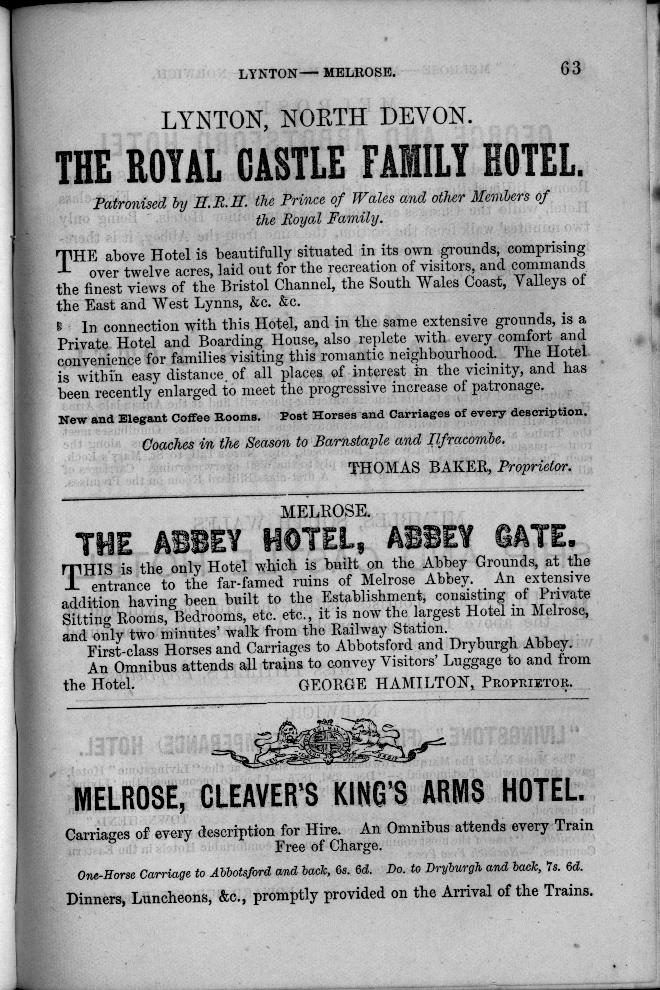 LYNTON— MELROSE.
63
LYNTON, NORTH DEVON.
THE ROYAL CASTLE FAMILY HOTEL.
Patronised by H.R.H. the Prince of Wales and other Members of
the Royal Family.
THE above Hotel is beautifully situated in its own grounds, comprising
over twelve acres, laid out for the recreation of visitors, and commands
the finest views of the Bristol Channel, the South Wales Coast, Valleys of
the East and West Lynns, &c. &c.
In connection with this Hotel, and in the same extensive grounds, is a
Private Hotel and Boarding House, also replete with every comfort and
convenience for families visiting this romantic neighbourhood. The Hotel
is within easy distance of all places of interest in the vicinity, and has
been recently enlarged to meet the progressive increase of patronage.
New and Elegant Coffee Rooms. Post Horses and Carriages of every description.
Coaches in the Season to Barnstaple and Ilfracombe.
THOMAS BAKER, Proprietor.
MELROSE.
THE ABBEY HOTEL, ABBEY GATE.
THIS is the only Hotel which is built on the Abbey Grounds, at the
entrance to the far-famed ruins of Melrose Abbey. An extensive
addition having been built to the Establishment, consisting of Private
Sitting Rooms, Bedrooms, etc. etc., it is now the largest Hotel in Melrose,
and only two minutes' walk from the Railway Station.
First-class Horses and Carriages to Abbotsford and Dryburgh Abbey.
An Omnibus attends all trains to convey Visitors' Luggage to and from
the Hotel. GEORGE HAMILTON, PROPRIETOR.
MELROSE, CLEAVER'S KING'S ARMS HOTEL.
Carriages of every description for Hire. An Omnibus attends every Train
Free of Charge.
One-Horse Carriage to Abbotsford and back, 6s. 6d. Do. to Dryburgh and back, 7s. 6d.
Dinners, Luncheons, &c., promptly provided on the Arrival of the Trains.